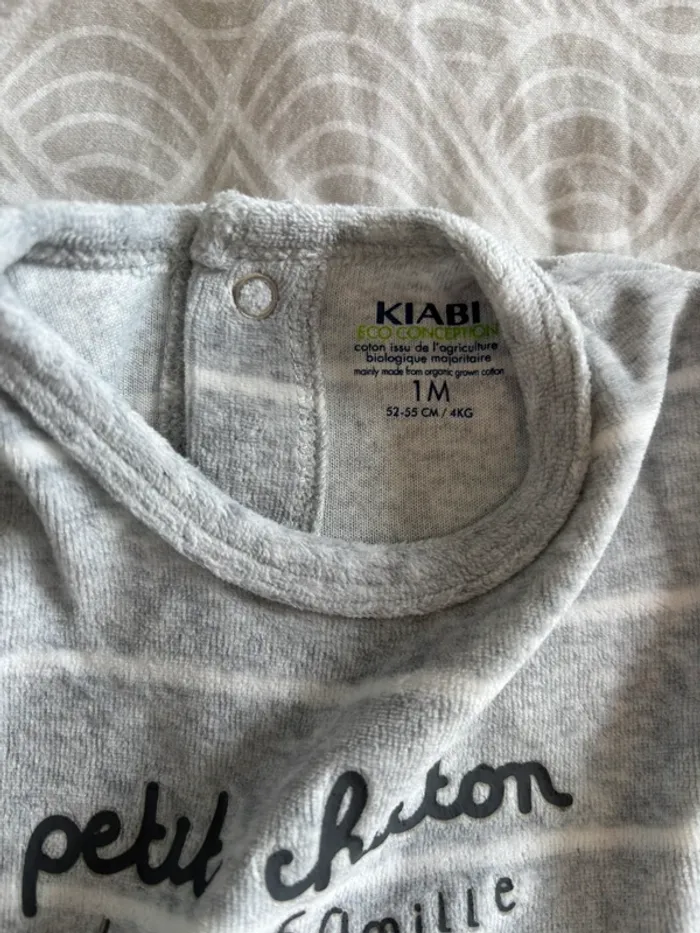 KIABI
ECO CONCEPTION
coton issu de l'agriculture
biologique majoritaire
mainly made from organic grown cotton
1M
52-55 CM / 4KG
petit chaton